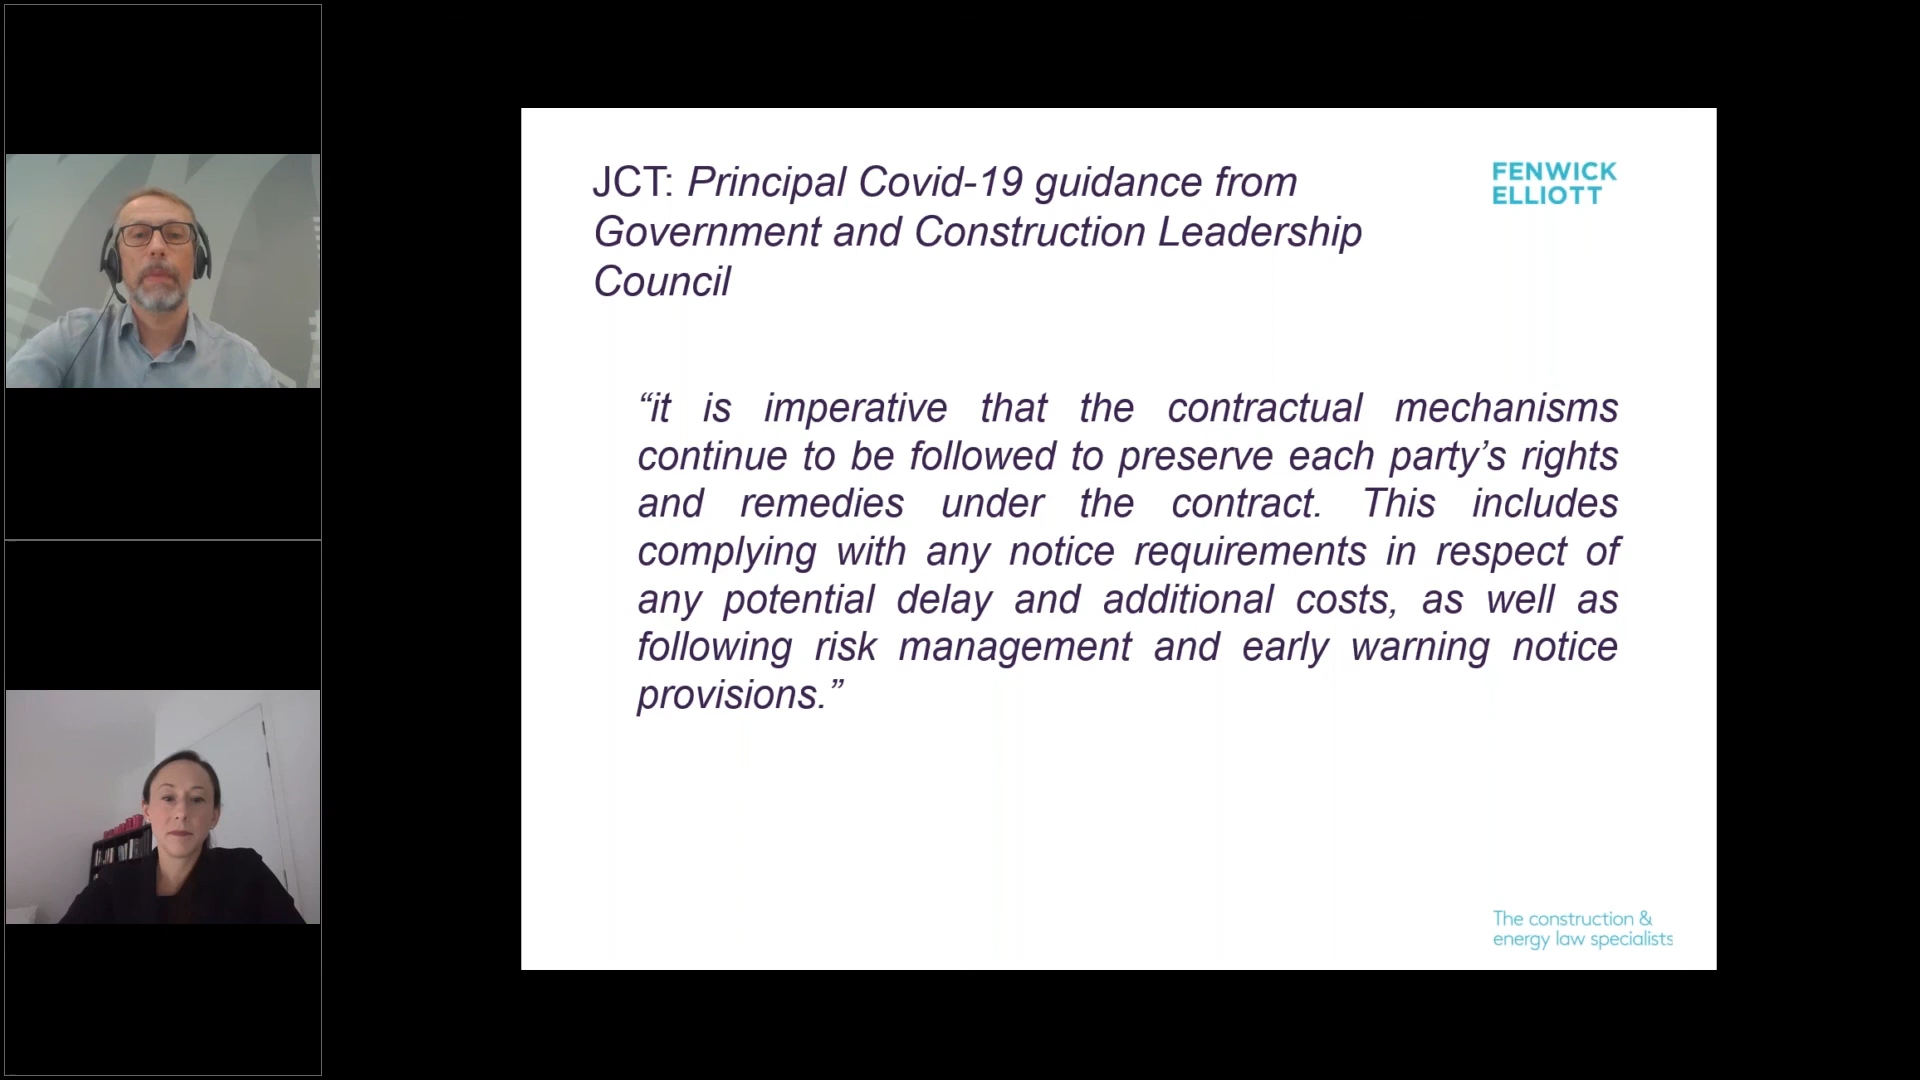 JCT: Principal Covid-19 guidance from
Government and Construction Leadership
Council
FENWICK
ELLIOTT
“it is imperative that the contractual mechanisms
continue to be followed to preserve each party’s rights
and remedies under the contract. This includes
complying with any notice requirements in respect of
any potential delay and additional costs, as well as
following risk management and early warning notice
provisions.”
The construction &
energy law specialists